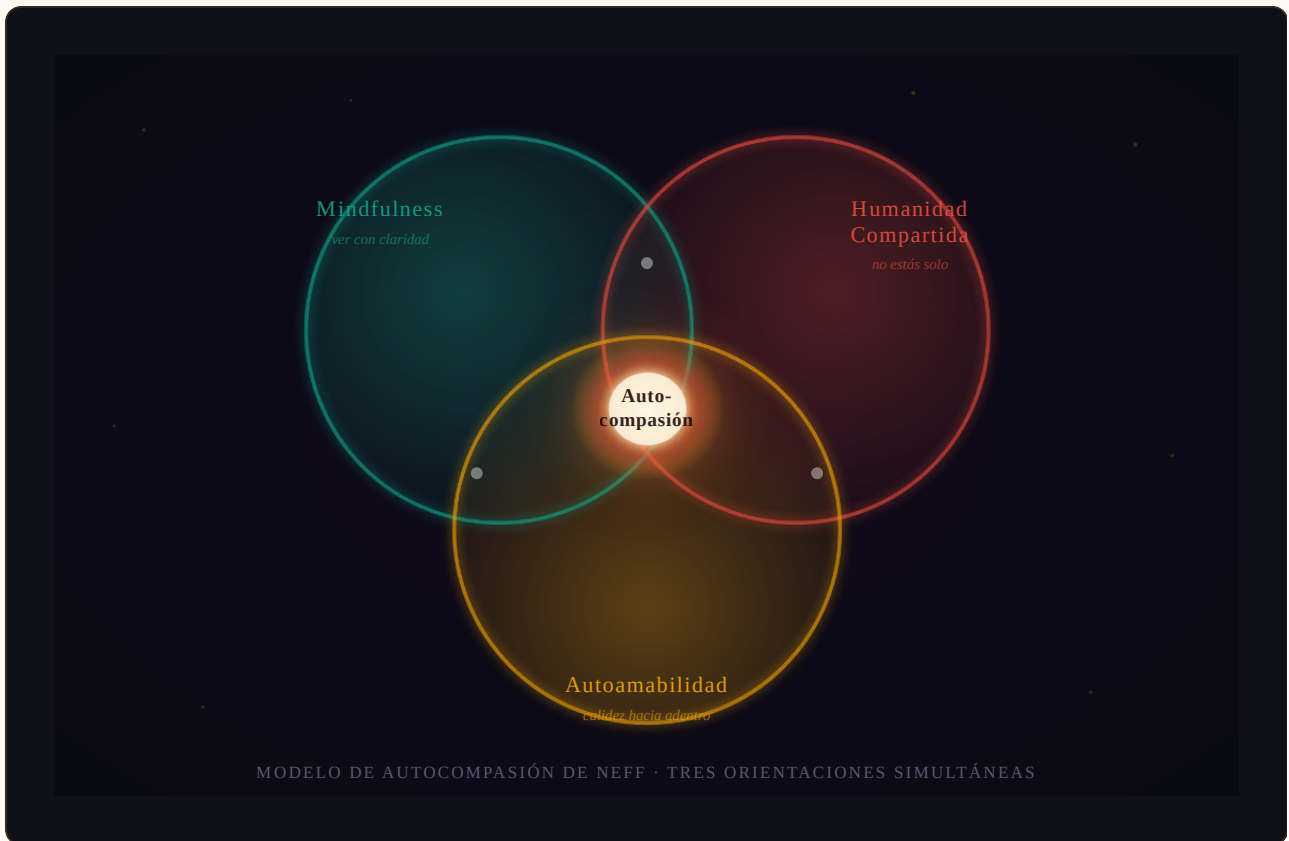 Mindfulness
ver con claridad
Humanidad
Compartida
no estás solo
Auto-
compasión
Autoamabilidad
calidez hacia adentro
MODELO DE AUTOCOMPASIÓN DE NEFF · TRES ORIENTACIONES SIMULTÁNEAS